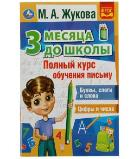 М. А. Жукова
3 МЕСЯЦА
ДО ШКОЛЫ
Полный курс
обучения письму
Буквы, слоги
и слова
Цифры и числа